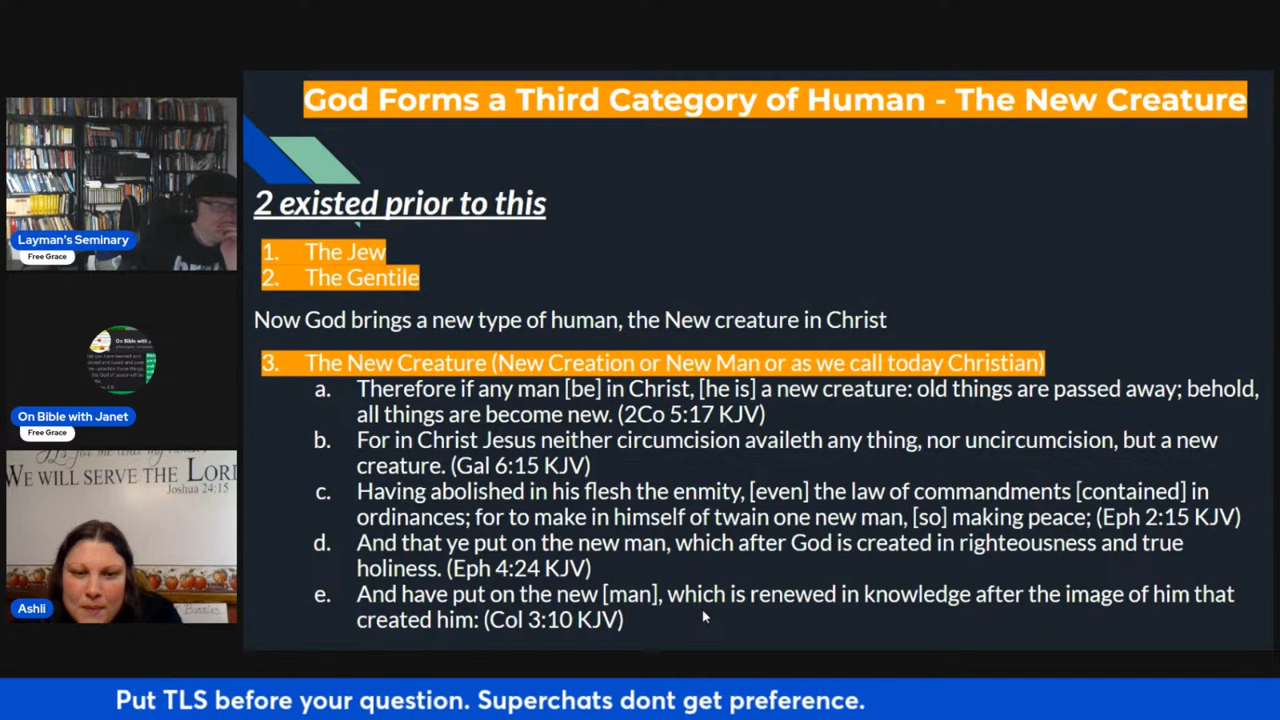 God Forms a Third Category of Human - The New Creature
2 existed prior to this
1. The Jew
2. The Gentile
Now God brings a new type of human, the New creature in Christ
3. The New Creature (New Creation or New Man or as we call today Christian)
a. Therefore if any man [be] in Christ, [he is] a new creature: old things are passed away; behold,
all things are become new. (2Co 5:17 KJV)
b. For in Christ Jesus neither circumcision availeth any thing, nor uncircumcision, but a new
creature. (Gal 6:15 KJV)
c. Having abolished in his flesh the enmity, [even] the law of commandments [contained] in
ordinances; for to make in himself of twain one new man, [so] making peace; (Eph 2:15 KJV)
d. And that ye put on the new man, which after God is created in righteousness and true
holiness. (Eph 4:24 KJV)
e. And have put on the new [man], which is renewed in knowledge after the image of him that
created him: (Col 3:10 KJV)
Layman's Seminary
Free Grace
On Bible with
On Bible with Janet
Free Grace
WE WILL SERVE THE LORD
Joshua 24:15
Ashli
Put TLS before your question. Superchats dont get preference.